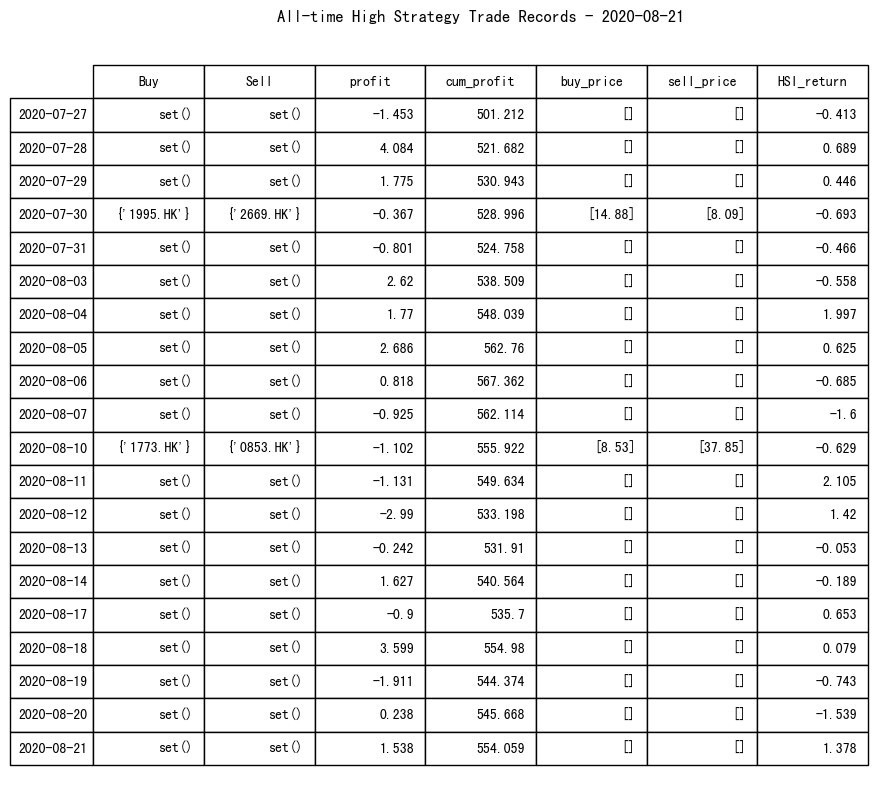 All-time High Strategy Trade Records - 2020-08-21
Buy Sell profit cum_profit buy_price sell_price HSI_return
2020-07-27 set() set() -1.453 501.212 [] [] -0.413
2020-07-28 set() set() 4.084 521.682 [] [] 0.689
2020-07-29 set() set() 1.775 530.943 [] [] 0.446
2020-07-30 {'1995.HK'} {'2669.HK'} -0.367 528.996 [14.88] [8.09] -0.693
2020-07-31 set() set() -0.801 524.758 [] [] -0.466
2020-08-03 set() set() 2.62 538.509 [] [] -0.558
2020-08-04 set() set() 1.77 548.039 [] [] 1.997
2020-08-05 set() set() 2.686 562.76 [] [] 0.625
2020-08-06 set() set() 0.818 567.362 [] [] -0.685
2020-08-07 set() set() -0.925 562.114 [] [] -1.6
2020-08-10 {'1773.HK'} {'0853.HK'} -1.102 555.922 [8.53] [37.85] -0.629
2020-08-11 set() set() -1.131 549.634 [] [] 2.105
2020-08-12 set() set() -2.99 533.198 [] [] 1.42
2020-08-13 set() set() -0.242 531.91 [] [] -0.053
2020-08-14 set() set() 1.627 540.564 [] [] -0.189
2020-08-17 set() set() -0.9 535.7 [] [] 0.653
2020-08-18 set() set() 3.599 554.98 [] [] 0.079
2020-08-19 set() set() -1.911 544.374 [] [] -0.743
2020-08-20 set() set() 0.238 545.668 [] [] -1.539
2020-08-21 set() set() 1.538 554.059 [] [] 1.378